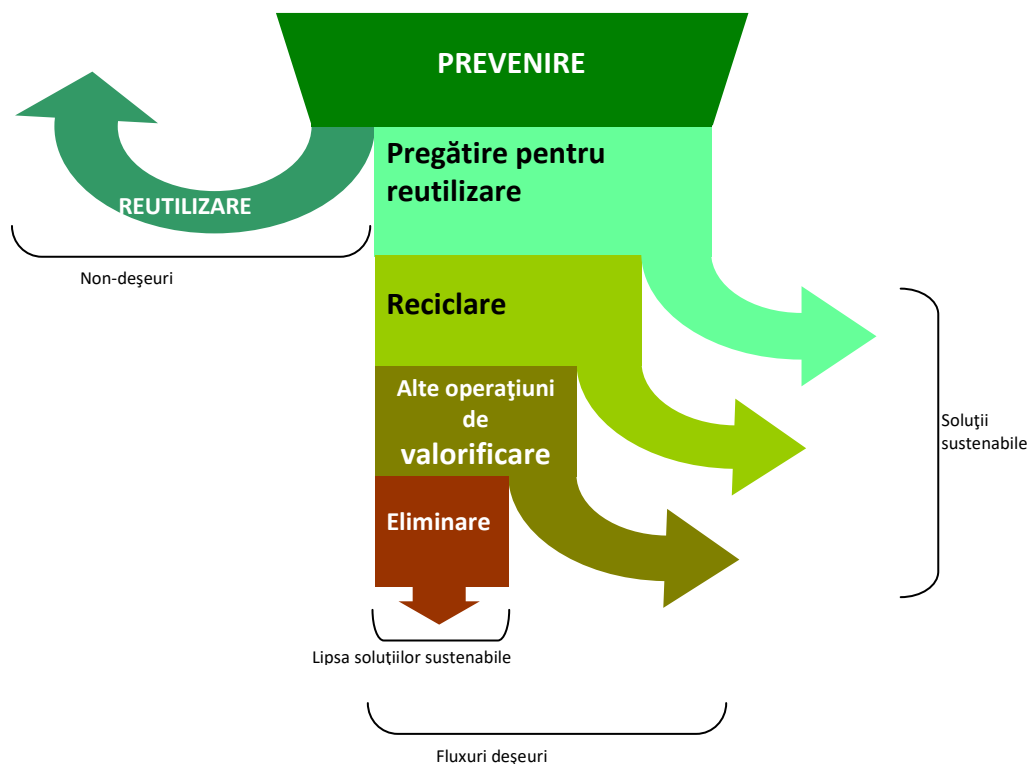 PREVENIRE
Pregătire pentru
reutilizare
REUTILIZARE
Non-deşeuri
Reciclare
Alte operaţiuni
de
valorificare
Soluţii
sustenabile
Eliminare
Lipsa soluţiilor sustenabile
Fluxuri deşeuri